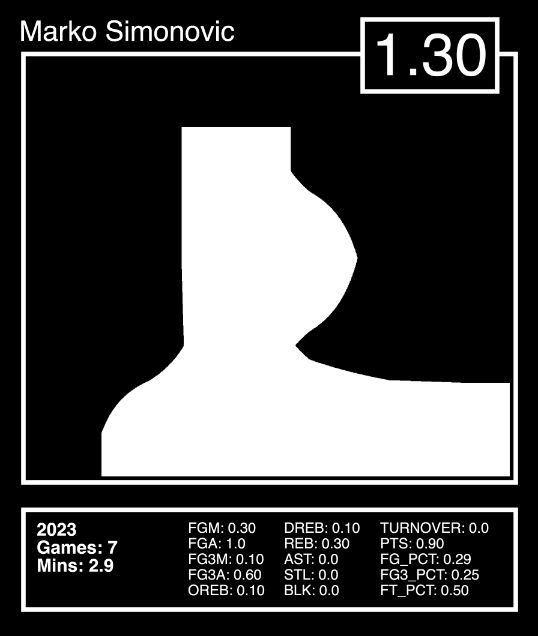 Marko Simonovic
1.30
2023
Games: 7
Mins: 2.9
FGM: 0.30
FGA: 1.0
FG3M: 0.10
FG3A: 0.60
OREB: 0.10
DREB: 0.10
REB: 0.30
AST: 0.0
STL: 0.0
BLK: 0.0
TURNOVER: 0.0
PTS: 0.90
FG_PCT: 0.29
FG3_PCT: 0.25
FT_PCT: 0.50